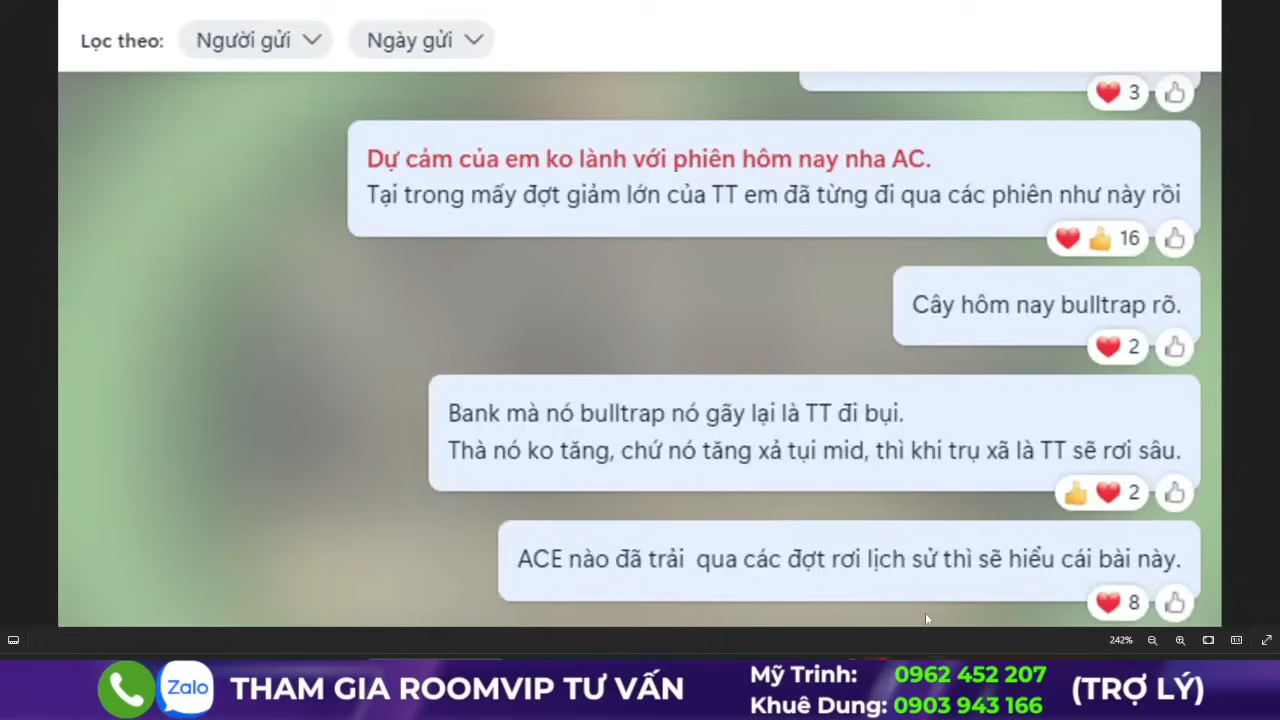 Lọc theo: Người gửi Ngày gửi
3
Dự cảm của em ko lành với phiên hôm nay nha AC.
Tại trong mấy đợt giảm lớn của TT em đã từng đi qua các phiên như này rồi
16
Cây hôm nay bulltrap rõ.
2
Bank mà nó bulltrap nó gãy lại là TT đi bụi.
Thà nó ko tăng, chứ nó tăng xả tụi mid, thì khi trụ xã là TT sẽ rơi sâu.
2
ACE nào đã trải  qua các đợt rơi lịch sử thì sẽ hiểu cái bài này.
8
242%
Zalo
THAM GIA ROOMVIP TƯ VẤN
Mỹ Trinh: 0962 452 207
Khuê Dung: 0903 943 166
(TRỢ LÝ)